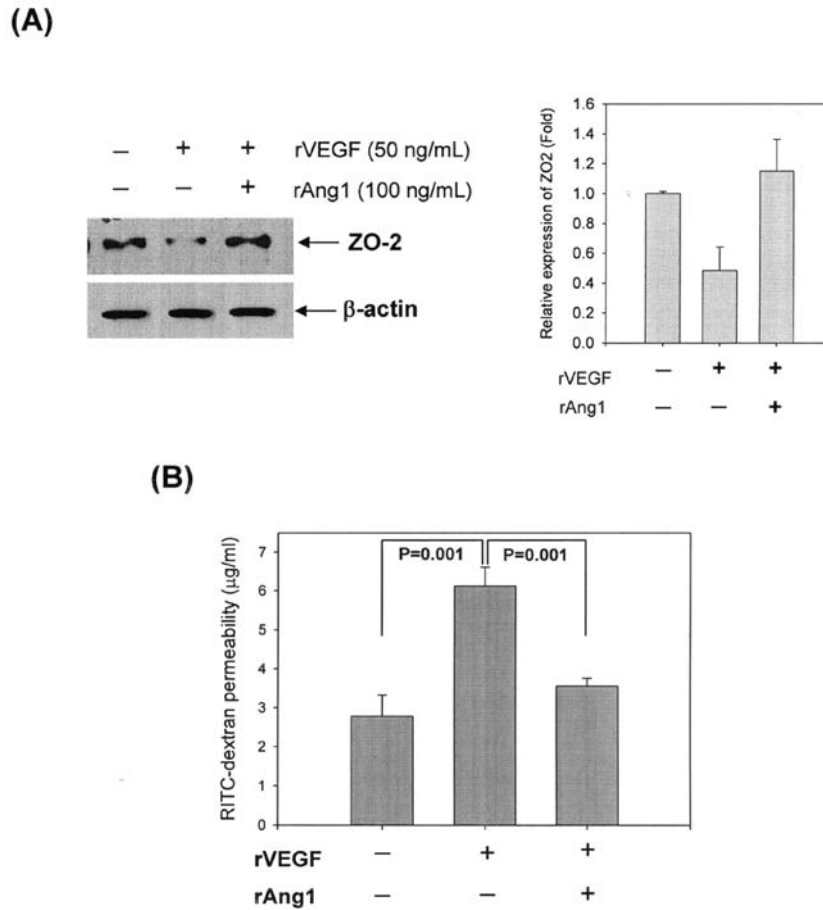 (A)
– + + rVEGF (50 ng/mL)
– – + rAng1 (100 ng/mL)
ZO-2
β-actin
Relative expression of ZO2 (Fold)
1.6
1.4
1.2
1.0
0.8
0.6
0.4
0.2
0.0
rVEGF – + +
rAng1 – – +
(B)
RITC-dextran permeability (µg/ml)
7
6
5
4
3
2
1
0
P=0.001 P=0.001
rVEGF – + +
rAng1 – – +